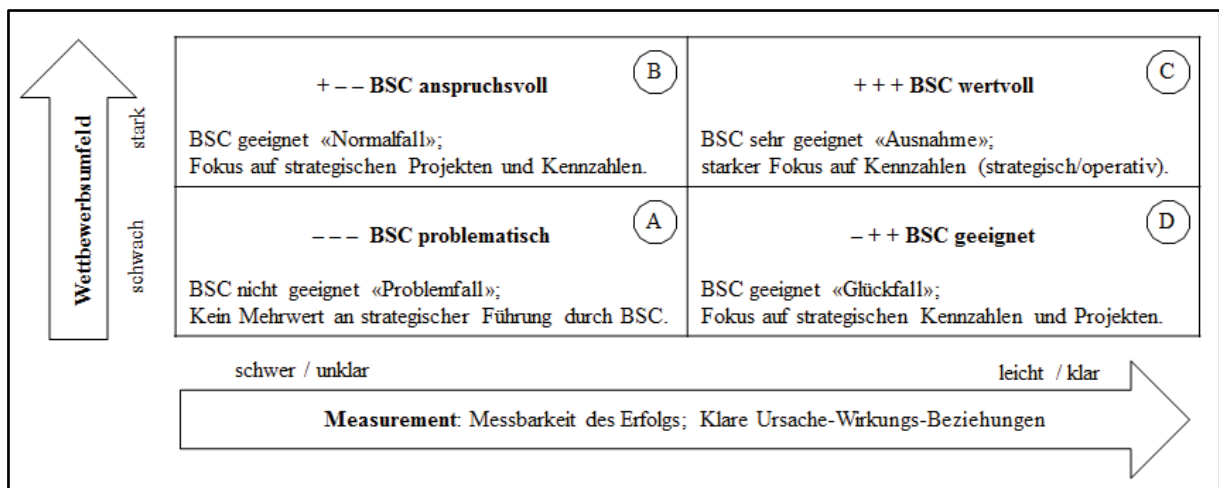 B
+ – – BSC anspruchsvoll
BSC geeignet «Normalfall»;
Fokus auf strategischen Projekten und Kennzahlen.
C
+ + + BSC wertvoll
BSC sehr geeignet «Ausnahme»;
starker Fokus auf Kennzahlen (strategisch/operativ).
Wettbewerbsumfeld
stark
schwach
A
– – – BSC problematisch
BSC nicht geeignet «Problemfall»;
Kein Mehrwert an strategischer Führung durch BSC.
D
– + + BSC geeignet
BSC geeignet «Glückfall»;
Fokus auf strategischen Kennzahlen und Projekten.
schwer / unklar
leicht / klar
Measurement: Messbarkeit des Erfolgs; Klare Ursache-Wirkungs-Beziehungen